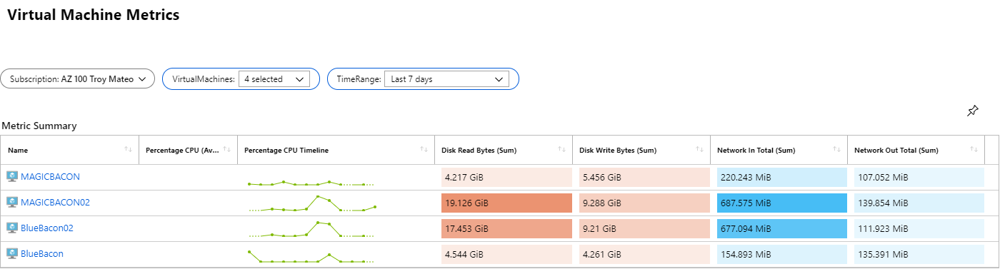 Virtual Machine Metrics
Subscription: AZ 100 Troy Mateo VirtualMachines: 4 selected TimeRange: Last 7 days
Metric Summary
Name Percentage CPU (Av... Percentage CPU Timeline Disk Read Bytes (Sum) Disk Write Bytes (Sum) Network In Total (Sum) Network Out Total (Sum)
MAGICBACON 4.217 GiB 5.456 GiB 220.243 MiB 107.052 MiB
MAGICBACON02 19.126 GiB 9.288 GiB 687.575 MiB 139.854 MiB
BlueBacon02 17.453 GiB 9.21 GiB 677.094 MiB 111.923 MiB
BlueBacon 4.544 GiB 4.261 GiB 154.893 MiB 135.391 MiB